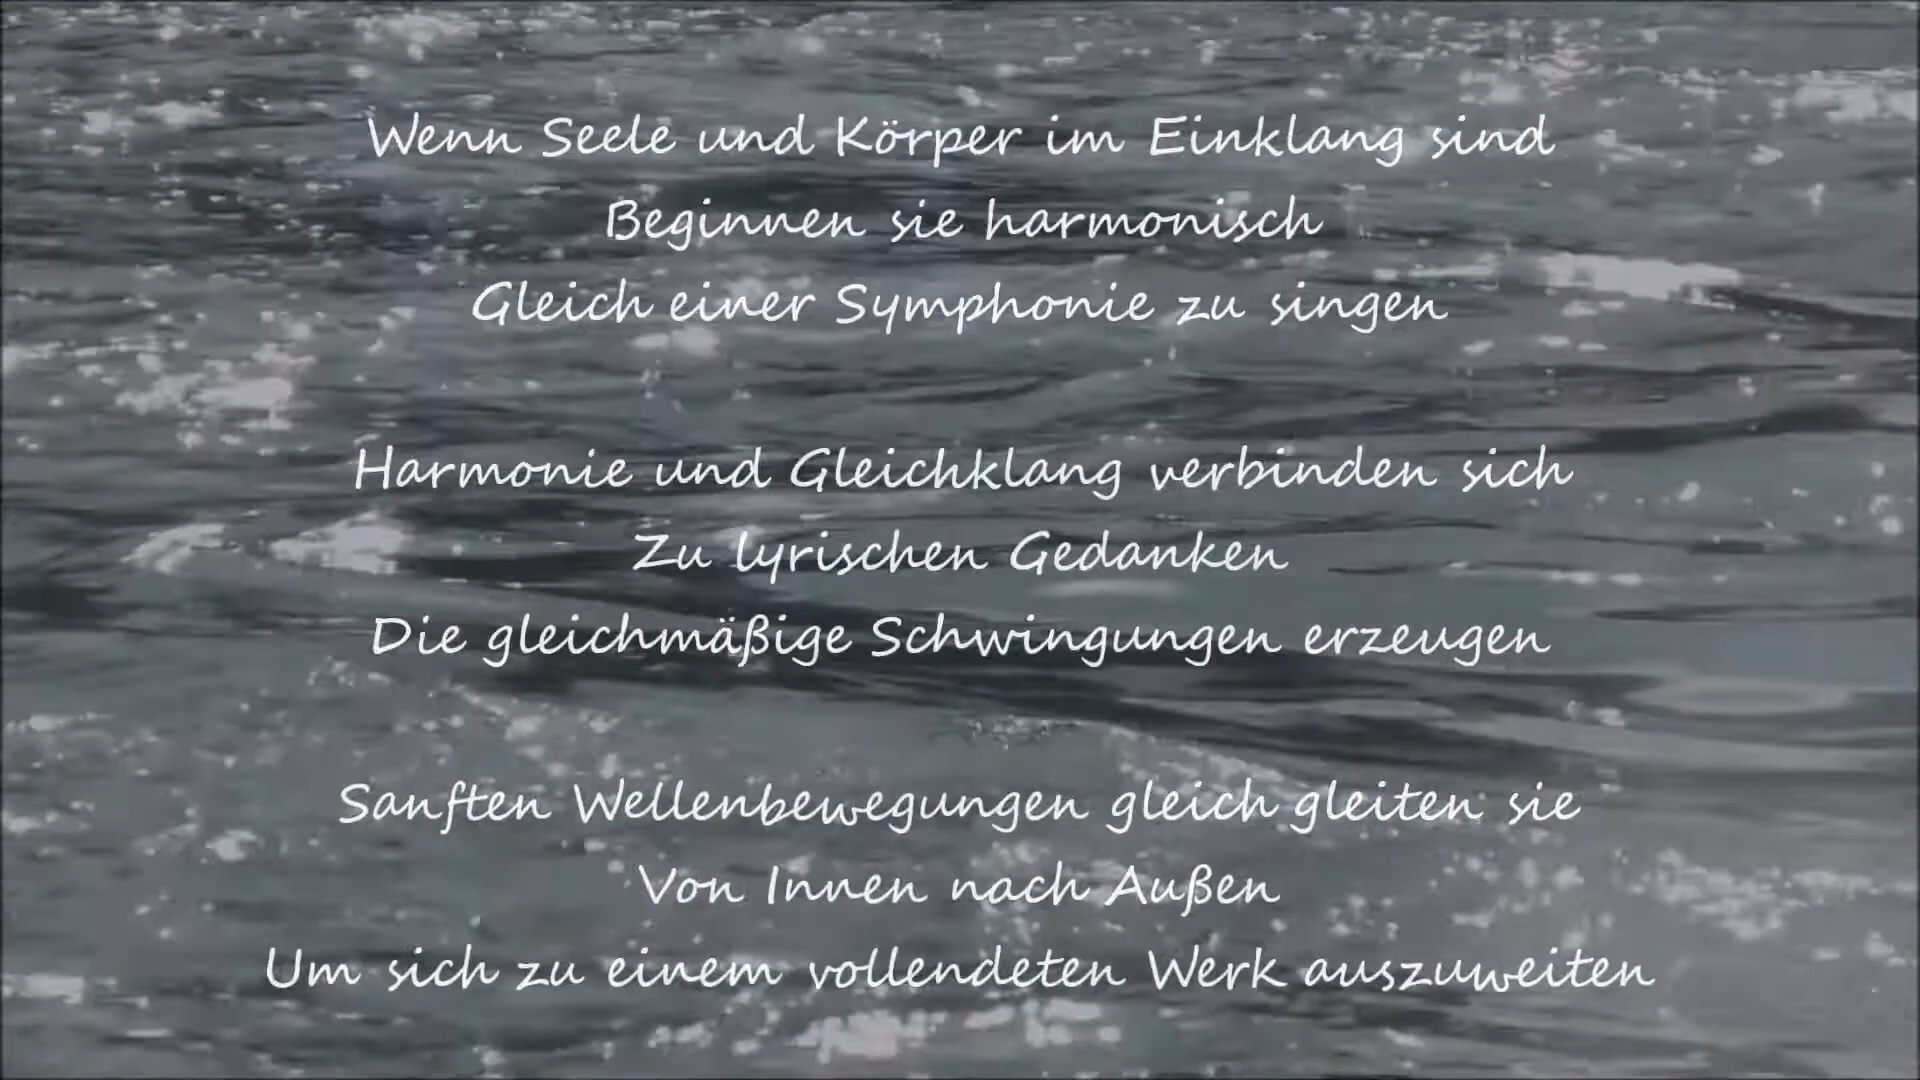 Wenn Seele und Körper im Einklang sind
Beginnen sie harmonisch
Gleich einer Symphonie zu singen
Harmonie und Gleichklang verbinden sich
Zu lyrischen Gedanken
Die gleichmäßige Schwingungen erzeugen
Sanften Wellenbewegungen gleich gleiten sie
Von Innen nach Außen
Um sich zu einem vollendeten Werk auszuweiten